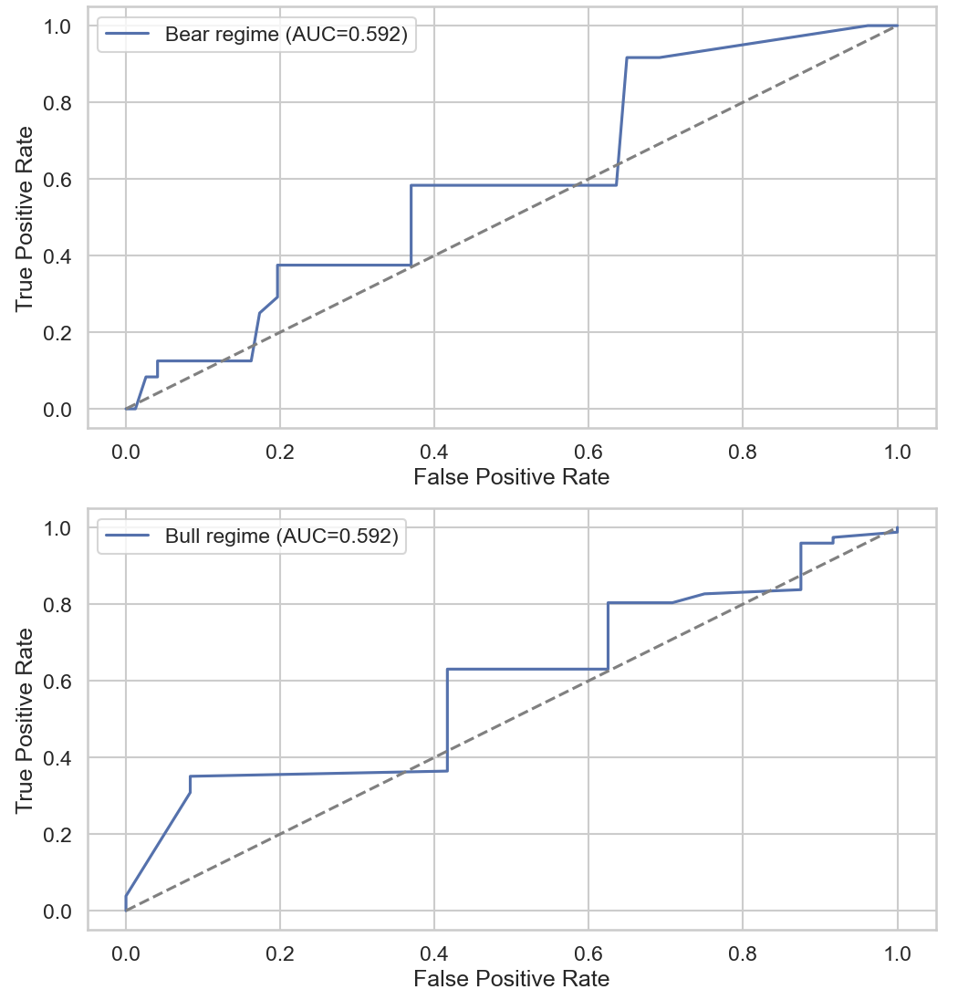 Bear regime (AUC=0.592)
1.0
0.8
0.6
0.4
0.2
0.0
True Positive Rate
0.0 0.2 0.4 0.6 0.8 1.0
False Positive Rate
Bull regime (AUC=0.592)
1.0
0.8
0.6
0.4
0.2
0.0
True Positive Rate
0.0 0.2 0.4 0.6 0.8 1.0
False Positive Rate